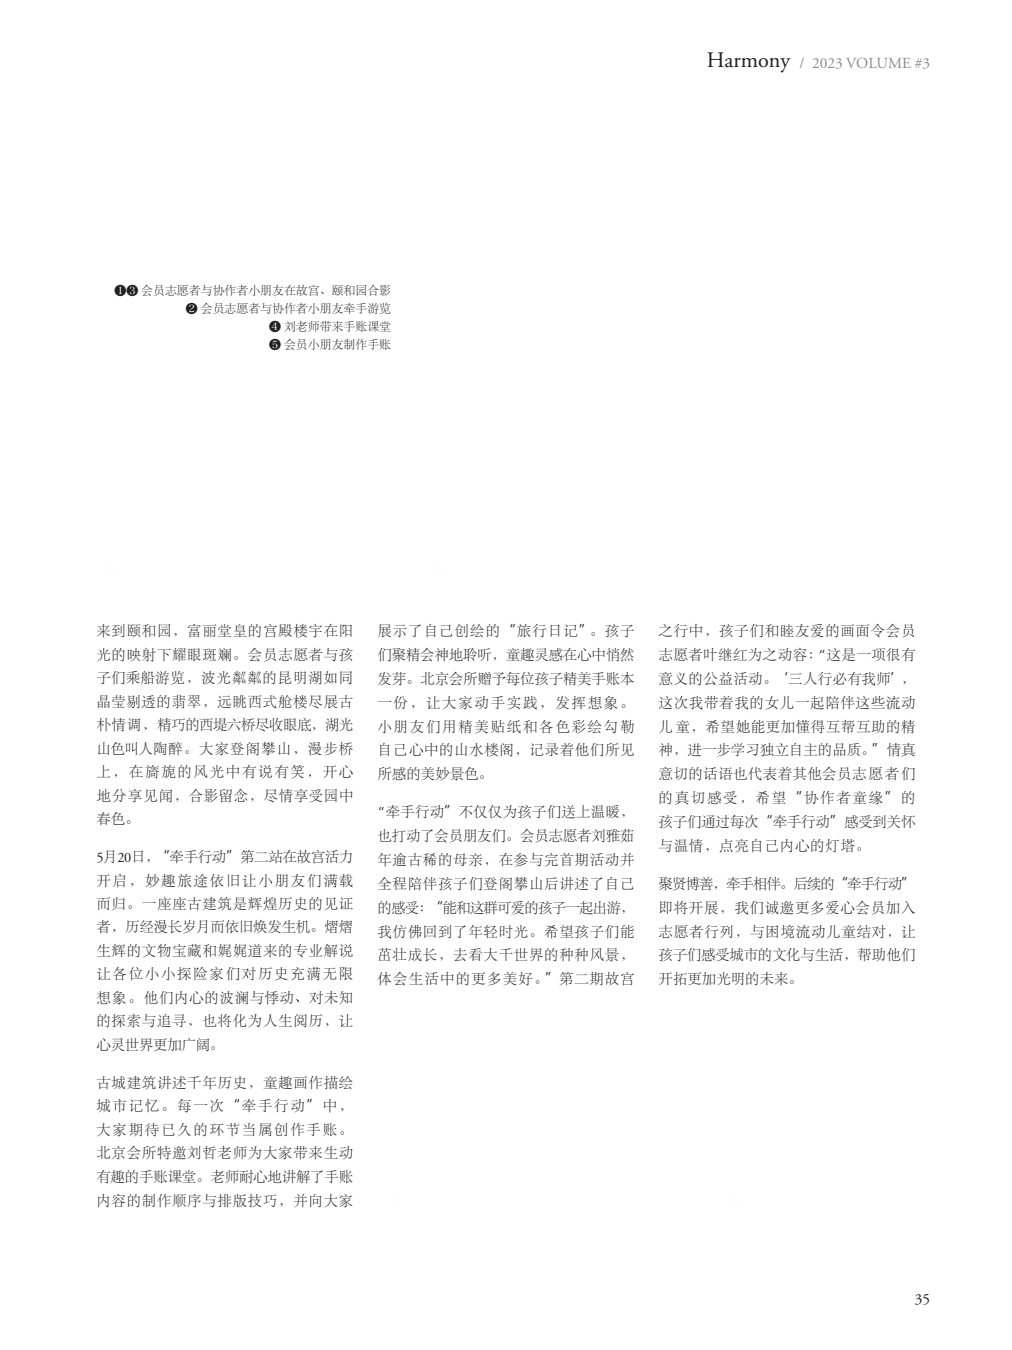 Harmony / 2023 VOLUME #3
❶❸ 会员志愿者与协作者小朋友在故宫、颐和园合影
❷ 会员志愿者与协作者小朋友牵手游览
❹ 刘老师带来手账课堂
❺ 会员小朋友制作手账
来到颐和园，富丽堂皇的宫殿楼宇在阳
光的映射下耀眼斑斓。会员志愿者与孩
子们乘船游览，波光粼粼的昆明湖如同
晶莹剔透的翡翠，远眺西式舱楼尽展古
朴情调，精巧的西堤六桥尽收眼底，湖光
山色叫人陶醉。大家登阁攀山，漫步桥
上，在旖旎的风光中有说有笑，开心
地分享见闻，合影留念，尽情享受园中
春色。
5月20日，“牵手行动”第二站在故宫活力
开启，妙趣旅途依旧让小朋友们满载
而归。一座座古建筑是辉煌历史的见证
者，历经漫长岁月而依旧焕发生机。熠熠
生辉的文物宝藏和娓娓道来的专业解说
让各位小小探险家们对历史充满无限
想象。他们内心的波澜与悸动、对未知
的探索与追寻，也将化为人生阅历，让
心灵世界更加广阔。
古城建筑讲述千年历史，童趣画作描绘
城市记忆。每一次“牵手行动”中，
大家期待已久的环节当属创作手账。
北京会所特邀刘哲老师为大家带来生动
有趣的手账课堂。老师耐心地讲解了手账
内容的制作顺序与排版技巧，并向大家
展示了自己创绘的“旅行日记”。孩子
们聚精会神地聆听，童趣灵感在心中悄然
发芽。北京会所赠予每位孩子精美手账本
一份，让大家动手实践，发挥想象。
小朋友们用精美贴纸和各色彩绘勾勒
自己心中的山水楼阁，记录着他们所见
所感的美妙景色。
“牵手行动”不仅仅为孩子们送上温暖，
也打动了会员朋友们。会员志愿者刘雅茹
年逾古稀的母亲，在参与完首期活动并
全程陪伴孩子们登阁攀山后讲述了自己
的感受：“能和这群可爱的孩子一起出游，
我仿佛回到了年轻时光。希望孩子们能
茁壮成长，去看大千世界的种种风景，
体会生活中的更多美好。”第二期故宫
之行中，孩子们和睦友爱的画面令会员
志愿者叶继红为之动容：“这是一项很有
意义的公益活动。‘三人行必有我师’，
这次我带着我的女儿一起陪伴这些流动
儿童，希望她能更加懂得互帮互助的精
神，进一步学习独立自主的品质。”情真
意切的话语也代表着其他会员志愿者们
的真切感受，希望“协作者童缘”的
孩子们通过每次“牵手行动”感受到关怀
与温情，点亮自己内心的灯塔。
聚贤博善，牵手相伴。后续的“牵手行动”
即将开展，我们诚邀更多爱心会员加入
志愿者行列，与困境流动儿童结对，让
孩子们感受城市的文化与生活，帮助他们
开拓更加光明的未来。
35